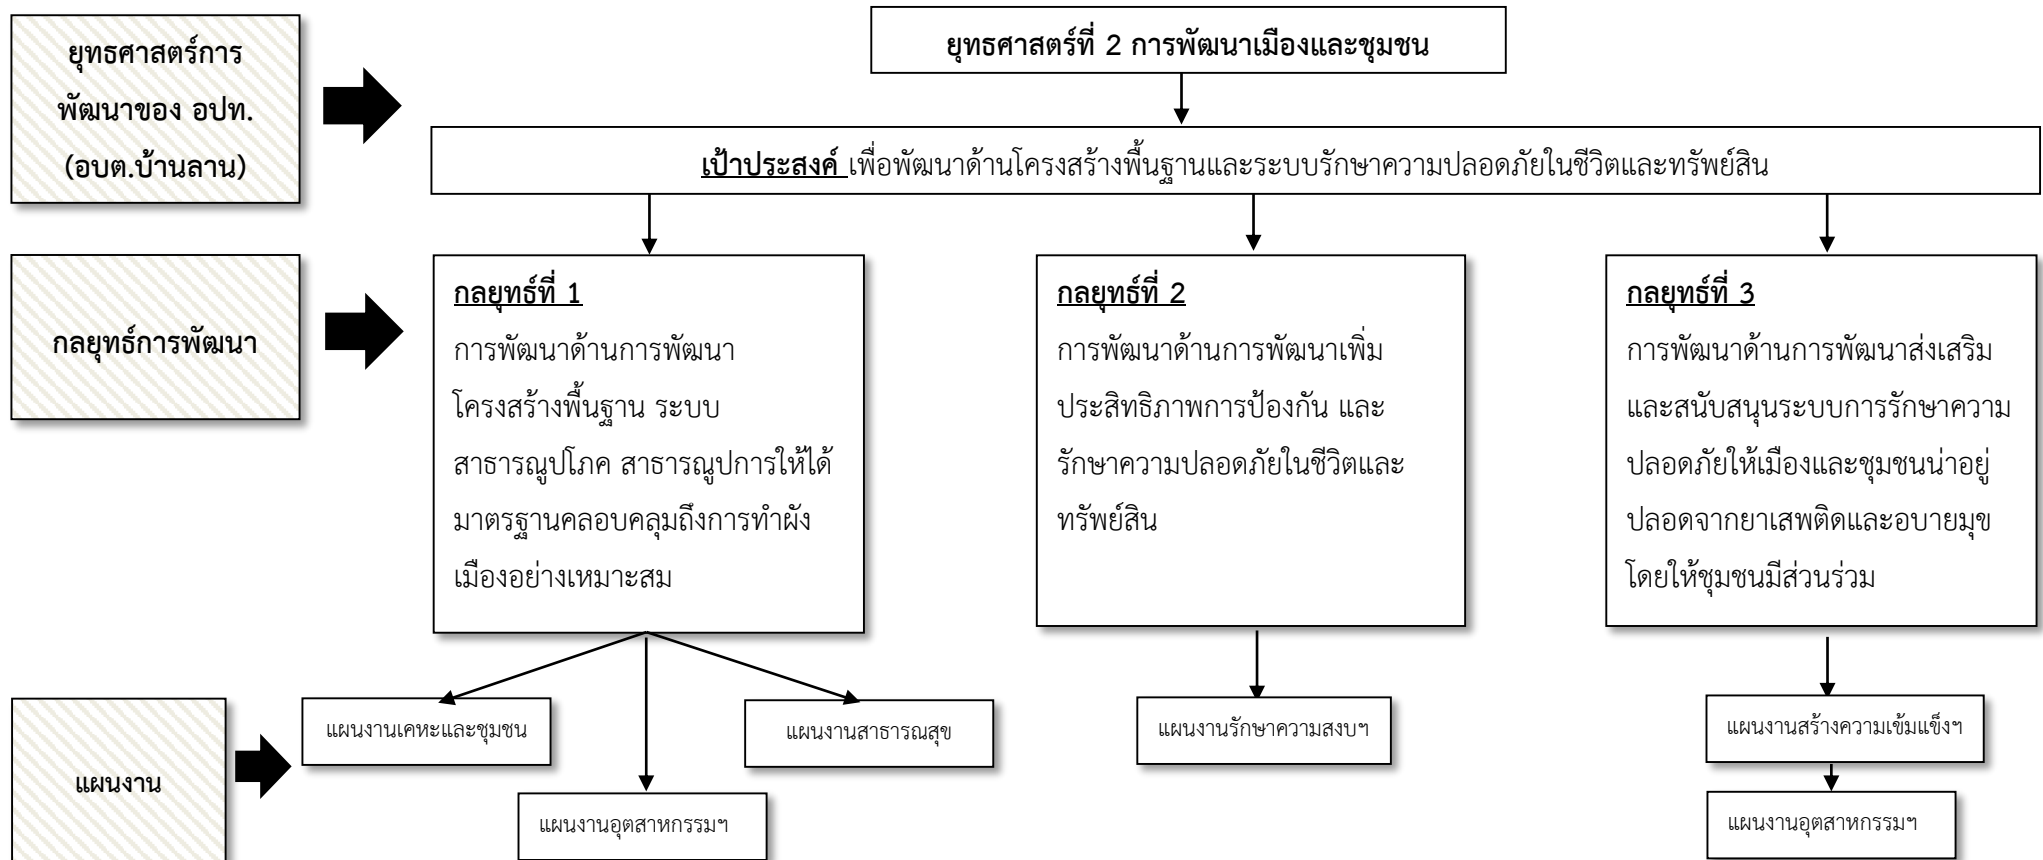 ยุทธศาสตร์การ
พัฒนาของ อปท.
(อบต.บ้านลาน)
ยุทธศาสตร์ที่ 2 การพัฒนาเมืองและชุมชน
เป้าประสงค์ เพื่อพัฒนาด้านโครงสร้างพื้นฐานและระบบรักษาความปลอดภัยในชีวิตและทรัพย์สิน
กลยุทธ์การพัฒนา
กลยุทธ์ที่ 1
การพัฒนาด้านการพัฒนา
โครงสร้างพื้นฐาน ระบบ
สาธารณูปโภค สาธารณูปการให้ได้
มาตรฐานคลอบคลุมถึงการทำผัง
เมืองอย่างเหมาะสม
กลยุทธ์ที่ 2
การพัฒนาด้านการพัฒนาเพิ่ม
ประสิทธิภาพการป้องกัน และ
รักษาความปลอดภัยในชีวิตและ
ทรัพย์สิน
กลยุทธ์ที่ 3
การพัฒนาด้านการพัฒนาส่งเสริม
และสนับสนุนระบบการรักษาความ
ปลอดภัยให้เมืองและชุมชนน่าอยู่
ปลอดจากยาเสพติดและอบายมุข
โดยให้ชุมชนมีส่วนร่วม
แผนงาน
แผนงานเคหะและชุมชน
แผนงานสาธารณสุข
แผนงานอุตสาหกรรมฯ
แผนงานรักษาความสงบฯ
แผนงานสร้างความเข้มแข็งฯ
แผนงานอุตสาหกรรมฯ